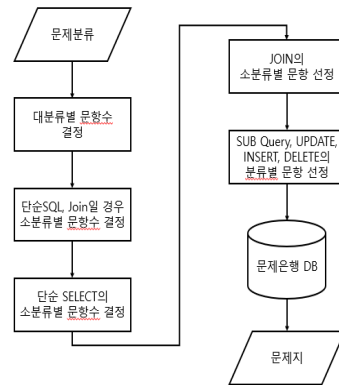 문제분류
대분류별 문항수
결정
단순SQL, Join일 경우
소분류별 문항수 결정
단순 SELECT의
소분류별 문항수 결정
JOIN의
소분류별 문항 선정
SUB Query, UPDATE,
INSERT, DELETE의
분류별 문항 선정
문제은행 DB
문제지